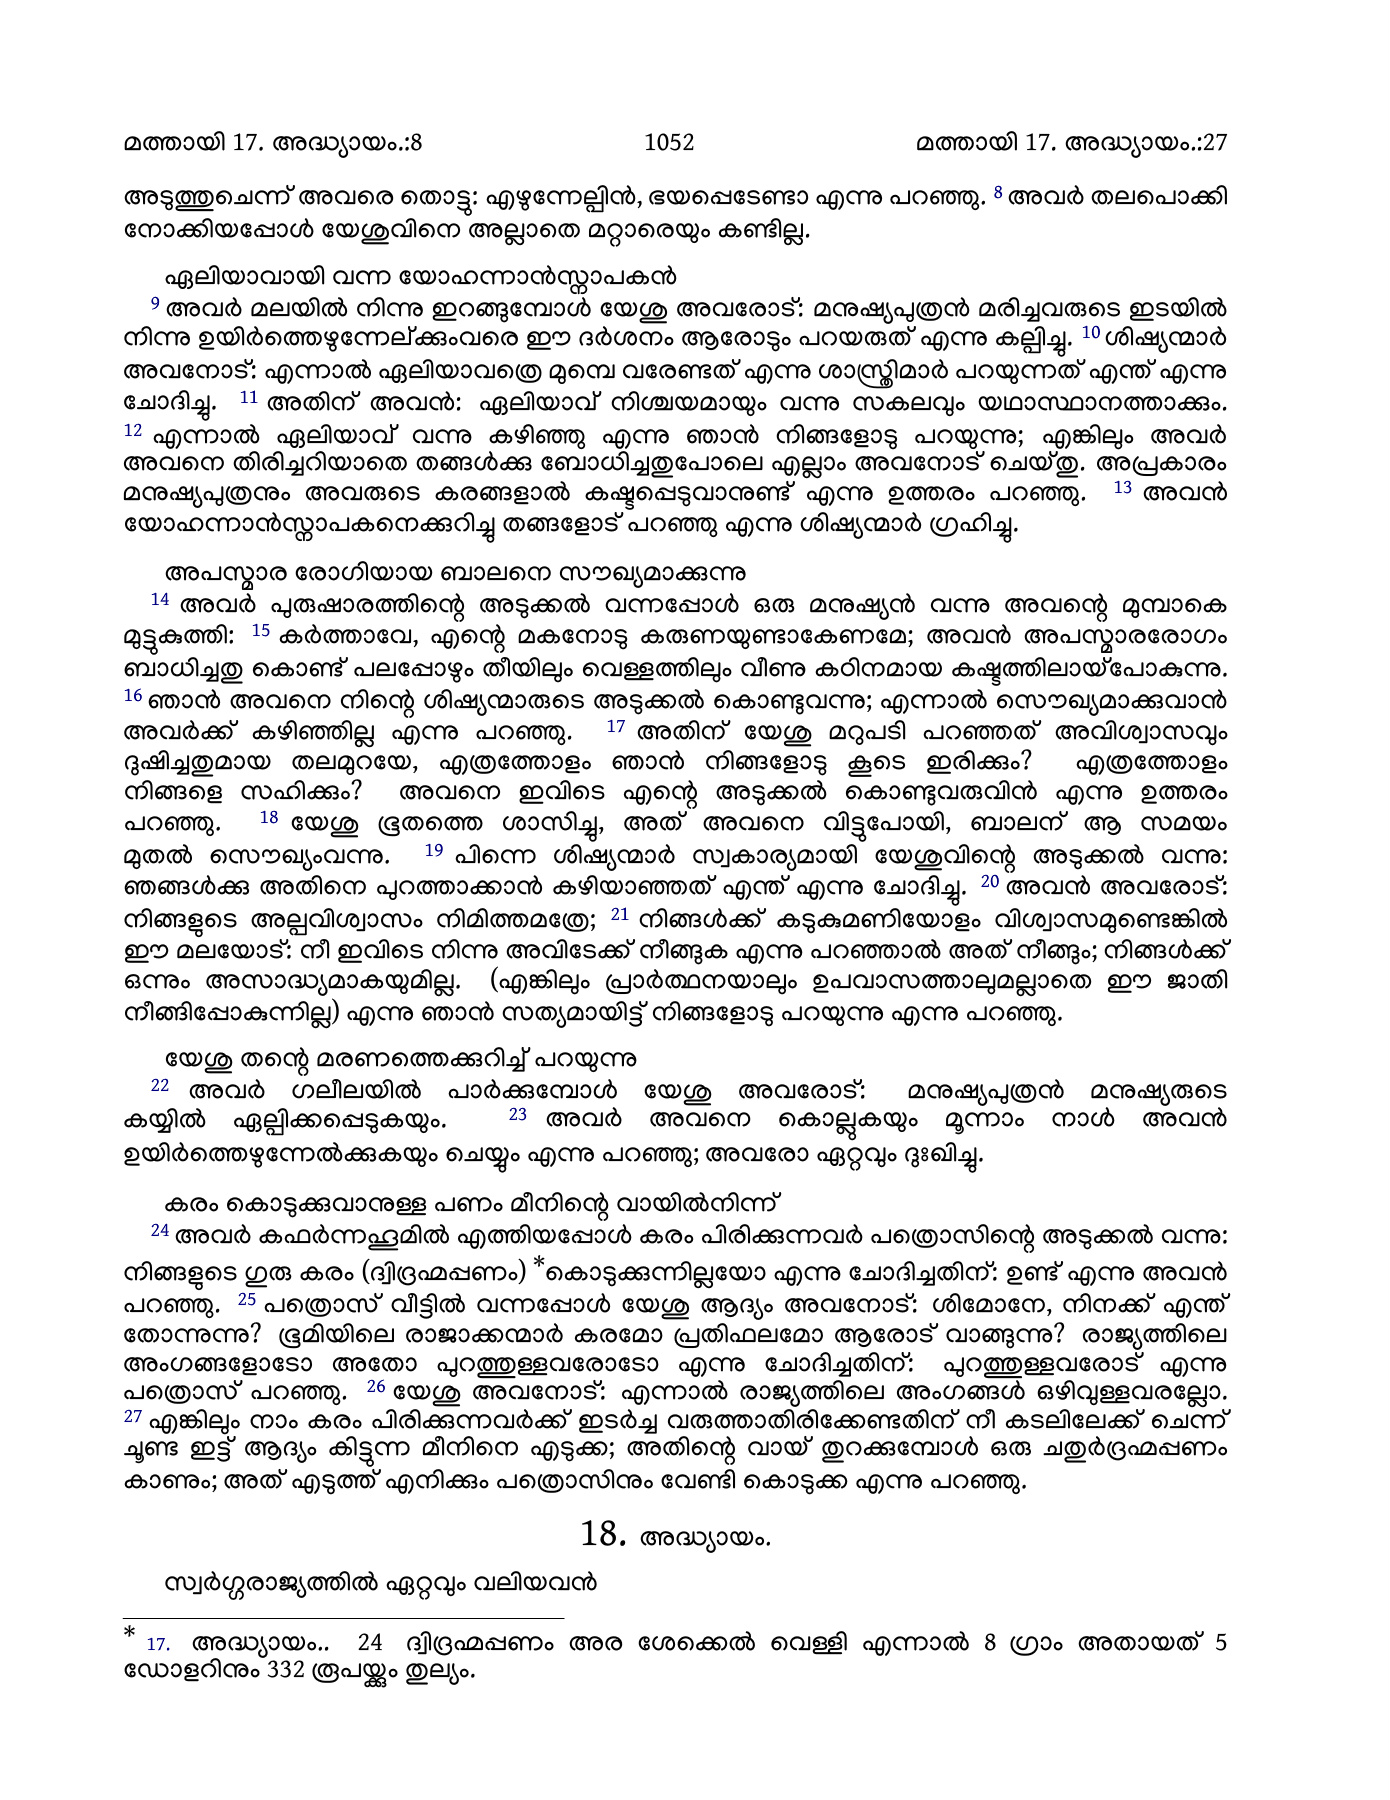 മത്തായി 17. അദ്ധ്യായം.:8 1052 മത്തായി 17. അദ്ധ്യായം.:27
അടുത്തുചെന്ന് അവരെ തൊട്ടു: എഴുന്നേല്പിൻ, ഭയപ്പെടേണ്ടാ എന്നു പറഞ്ഞു. 8 അവർ തലപൊക്കി
നോക്കിയപ്പോൾ യേശുവിനെ അല്ലാതെ മറ്റാരെയും കണ്ടില്ല.
ഏലിയാവായി വന്ന യോഹന്നാൻസ്നാപകൻ
9 അവർ മലയിൽ നിന്നു ഇറങ്ങുമ്പോൾ യേശു അവരോട്: മനുഷ്യപുത്രൻ മരിച്ചവരുടെ ഇടയിൽ
നിന്നു ഉയിർത്തെഴുന്നേല്ക്കുംവരെ ഈ ദർശനം ആരോടും പറയരുത് എന്നു കല്പിച്ചു. 10 ശിഷ്യന്മാർ
അവനോട്: എന്നാൽ ഏലിയാവത്രെ മുമ്പെ വരേണ്ടത് എന്നു ശാസ്ത്രിമാർ പറയുന്നത് എന്ത് എന്നു
ചോദിച്ചു. 11 അതിന് അവൻ: ഏലിയാവ് നിശ്ചയമായും വന്നു സകലവും യഥാസ്ഥാനത്താക്കും.
12 എന്നാൽ ഏലിയാവ് വന്നു കഴിഞ്ഞു എന്നു ഞാൻ നിങ്ങളോടു പറയുന്നു; എങ്കിലും അവർ
അവനെ തിരിച്ചറിയാതെ തങ്ങൾക്കു ബോധിച്ചതുപോലെ എല്ലാം അവനോട് ചെയ്തു. അപ്രകാരം
മനുഷ്യപുത്രനും അവരുടെ കരങ്ങളാൽ കഷ്ടപ്പെടുവാനുണ്ട് എന്നു ഉത്തരം പറഞ്ഞു. 13 അവൻ
യോഹന്നാൻസ്നാപകനെക്കുറിച്ചു തങ്ങളോട് പറഞ്ഞു എന്നു ശിഷ്യന്മാർ ഗ്രഹിച്ചു.
അപസ്മാര രോഗിയായ ബാലനെ സൗഖ്യമാക്കുന്നു
14 അവർ പുരുഷാരത്തിന്റെ അടുക്കൽ വന്നപ്പോൾ ഒരു മനുഷ്യൻ വന്നു അവന്റെ മുമ്പാകെ
മുട്ടുകുത്തി: 15 കർത്താവേ, എന്റെ മകനോടു കരുണയുണ്ടാകേണമേ; അവൻ അപസ്മാരരോഗം
ബാധിച്ചതു കൊണ്ട് പലപ്പോഴും തീയിലും വെള്ളത്തിലും വീണു കഠിനമായ കഷ്ടത്തിലായ്പോകുന്നു.
16 ഞാൻ അവനെ നിന്റെ ശിഷ്യന്മാരുടെ അടുക്കൽ കൊണ്ടുവന്നു; എന്നാൽ സൌഖ്യമാക്കുവാൻ
അവർക്ക് കഴിഞ്ഞില്ല എന്നു പറഞ്ഞു. 17 അതിന് യേശു മറുപടി പറഞ്ഞത് അവിശ്വാസവും
ദുഷിച്ചതുമായ തലമുറയേ, എത്രത്തോളം ഞാൻ നിങ്ങളോടു കൂടെ ഇരിക്കും? എത്രത്തോളം
നിങ്ങളെ സഹിക്കും? അവനെ ഇവിടെ എന്റെ അടുക്കൽ കൊണ്ടുവരുവിൻ എന്നു ഉത്തരം
പറഞ്ഞു. 18 യേശു ഭൂതത്തെ ശാസിച്ചു, അത് അവനെ വിട്ടുപോയി, ബാലന് ആ സമയം
മുതൽ സൌഖ്യംവന്നു. 19 പിന്നെ ശിഷ്യന്മാർ സ്വകാര്യമായി യേശുവിന്റെ അടുക്കൽ വന്നു:
ഞങ്ങൾക്കു അതിനെ പുറത്താക്കാൻ കഴിയാഞ്ഞത് എന്ത് എന്നു ചോദിച്ചു. 20 അവൻ അവരോട്:
നിങ്ങളുടെ അല്പവിശ്വാസം നിമിത്തമത്രേ; 21 നിങ്ങൾക്ക് കടുകുമണിയോളം വിശ്വാസമുണ്ടെങ്കിൽ
ഈ മലയോട്: നീ ഇവിടെ നിന്നു അവിടേക്ക് നീങ്ങുക എന്നു പറഞ്ഞാൽ അത് നീങ്ങും; നിങ്ങൾക്ക്
ഒന്നും അസാദ്ധ്യമാകയുമില്ല. (എങ്കിലും പ്രാർത്ഥനയാലും ഉപവാസത്താലുമല്ലാതെ ഈ ജാതി
നീങ്ങിപ്പോകുന്നില്ല) എന്നു ഞാൻ സത്യമായിട്ട് നിങ്ങളോടു പറയുന്നു എന്നു പറഞ്ഞു.
യേശു തന്റെ മരണത്തെക്കുറിച്ച് പറയുന്നു
22 അവർ ഗലീലയിൽ പാർക്കുമ്പോൾ യേശു അവരോട്: മനുഷ്യപുത്രൻ മനുഷ്യരുടെ
കയ്യിൽ ഏല്പിക്കപ്പെടുകയും. 23 അവർ അവനെ കൊല്ലുകയും മൂന്നാം നാൾ അവൻ
ഉയിർത്തെഴുന്നേൽക്കുകയും ചെയ്യും എന്നു പറഞ്ഞു; അവരോ ഏറ്റവും ദുഃഖിച്ചു.
കരം കൊടുക്കുവാനുള്ള പണം മീനിന്റെ വായിൽനിന്ന്
24 അവർ കഫർന്നഹൂമിൽ എത്തിയപ്പോൾ കരം പിരിക്കുന്നവർ പത്രൊസിന്റെ അടുക്കൽ വന്നു:
നിങ്ങളുടെ ഗുരു കരം (ദ്വിദ്രഹ്മപ്പണം) *കൊടുക്കുന്നില്ലയോ എന്നു ചോദിച്ചതിന്: ഉണ്ട് എന്നു അവൻ
പറഞ്ഞു. 25 പത്രൊസ് വീട്ടിൽ വന്നപ്പോൾ യേശു ആദ്യം അവനോട്: ശിമോനേ, നിനക്ക് എന്ത്
തോന്നുന്നു? ഭൂമിയിലെ രാജാക്കന്മാർ കരമോ പ്രതിഫലമോ ആരോട് വാങ്ങുന്നു? രാജ്യത്തിലെ
അംഗങ്ങളോടോ അതോ പുറത്തുള്ളവരോടോ എന്നു ചോദിച്ചതിന്: പുറത്തുള്ളവരോട് എന്നു
പത്രൊസ് പറഞ്ഞു. 26 യേശു അവനോട്: എന്നാൽ രാജ്യത്തിലെ അംഗങ്ങൾ ഒഴിവുള്ളവരല്ലോ.
27 എങ്കിലും നാം കരം പിരിക്കുന്നവർക്ക് ഇടർച്ച വരുത്താതിരിക്കേണ്ടതിന് നീ കടലിലേക്ക് ചെന്ന്
ചൂണ്ട ഇട്ട് ആദ്യം കിട്ടുന്ന മീനിനെ എടുക്ക; അതിന്റെ വായ് തുറക്കുമ്പോൾ ഒരു ചതുർദ്രഹ്മപ്പണം
കാണും; അത് എടുത്ത് എനിക്കും പത്രൊസിനും വേണ്ടി കൊടുക്ക എന്നു പറഞ്ഞു.
18. അദ്ധ്യായം.
സ്വർഗ്ഗരാജ്യത്തിൽ ഏറ്റവും വലിയവൻ
* 17. അദ്ധ്യായം.. 24 ദ്വിദ്രഹ്മപ്പണം അര ശേക്കെൽ വെള്ളി എന്നാൽ 8 ഗ്രാം അതായത് 5
ഡോളറിനും 332 രൂപയ്ക്കും തുല്യം.